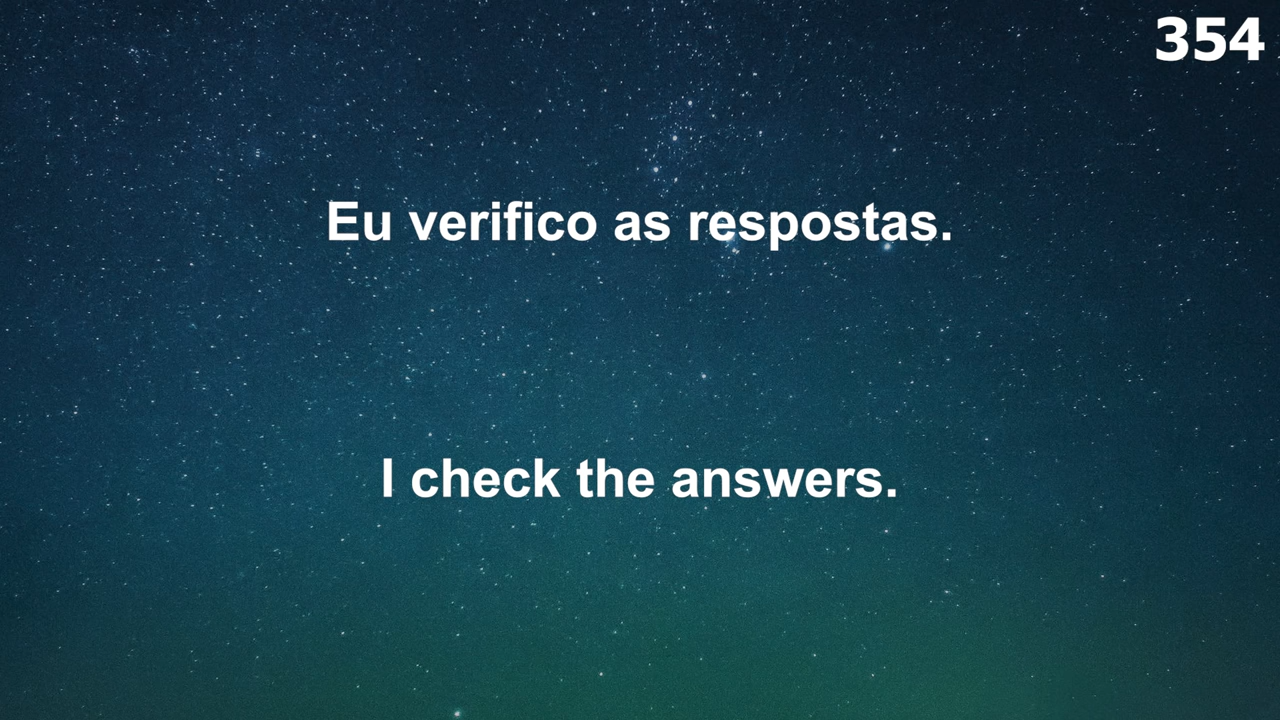 354
Eu verifico as respostas.
I check the answers.